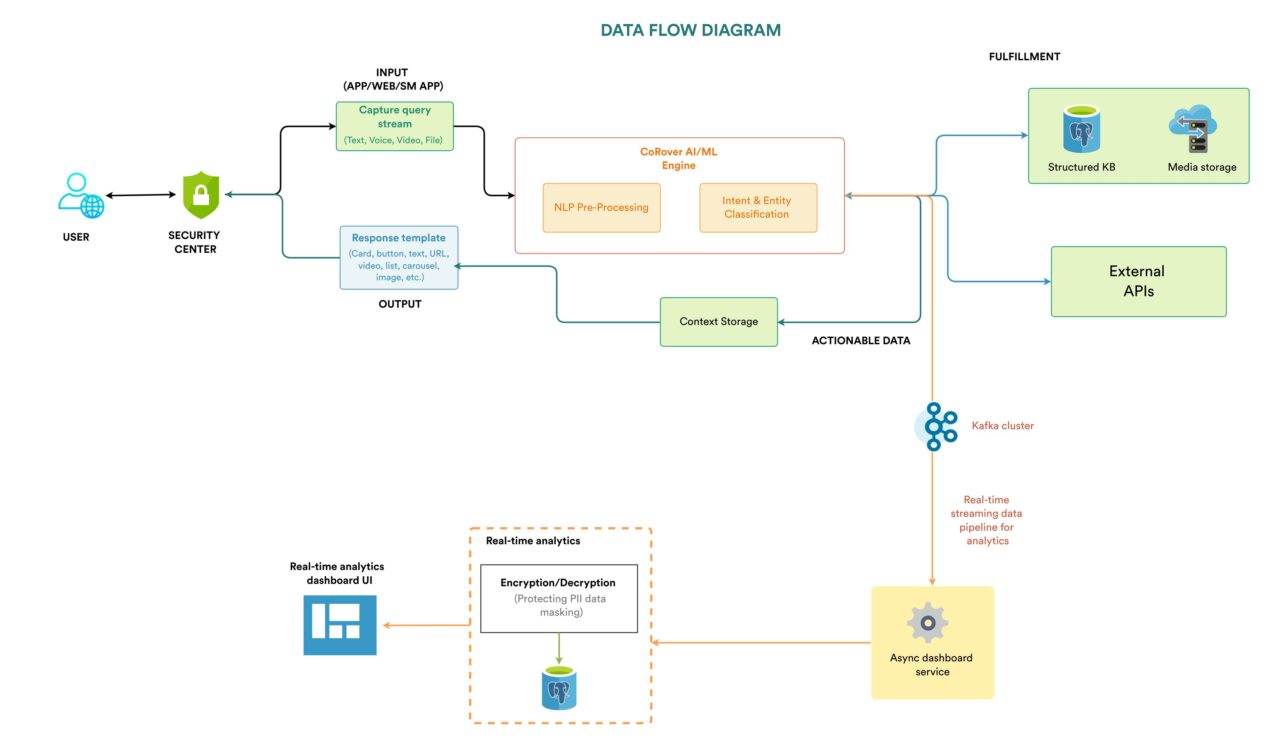 DATA FLOW DIAGRAM
FULFILLMENT
INPUT
(APP/WEB/SM APP)
Capture query
stream
(Text, Voice, Video, File)
CoRover AI/ML
Engine
NLP Pre-Processing
Intent & Entity
Classification
Structured KB
Media storage
USER
SECURITY
CENTER
Response template
(Card, button, text, URL,
video, list, carousel,
image, etc.)
OUTPUT
External
APIs
Context Storage
ACTIONABLE DATA
Kafka cluster
Real-time
streaming data
pipeline for
analytics
Real-time analytics
Encryption/Decryption
(Protecting PII data
masking)
Real-time analytics
dashboard UI
Async dashboard
service